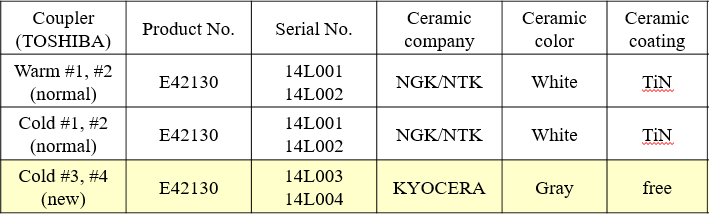 Coupler (TOSHIBA) Product No. Serial No. Ceramic company Ceramic color Ceramic coating
Warm #1, #2 (normal) E42130 14L001 14L002 NGK/NTK White TiN
Cold #1, #2 (normal) E42130 14L001 14L002 NGK/NTK White TiN
Cold #3, #4 (new) E42130 14L003 14L004 KYOCERA Gray free